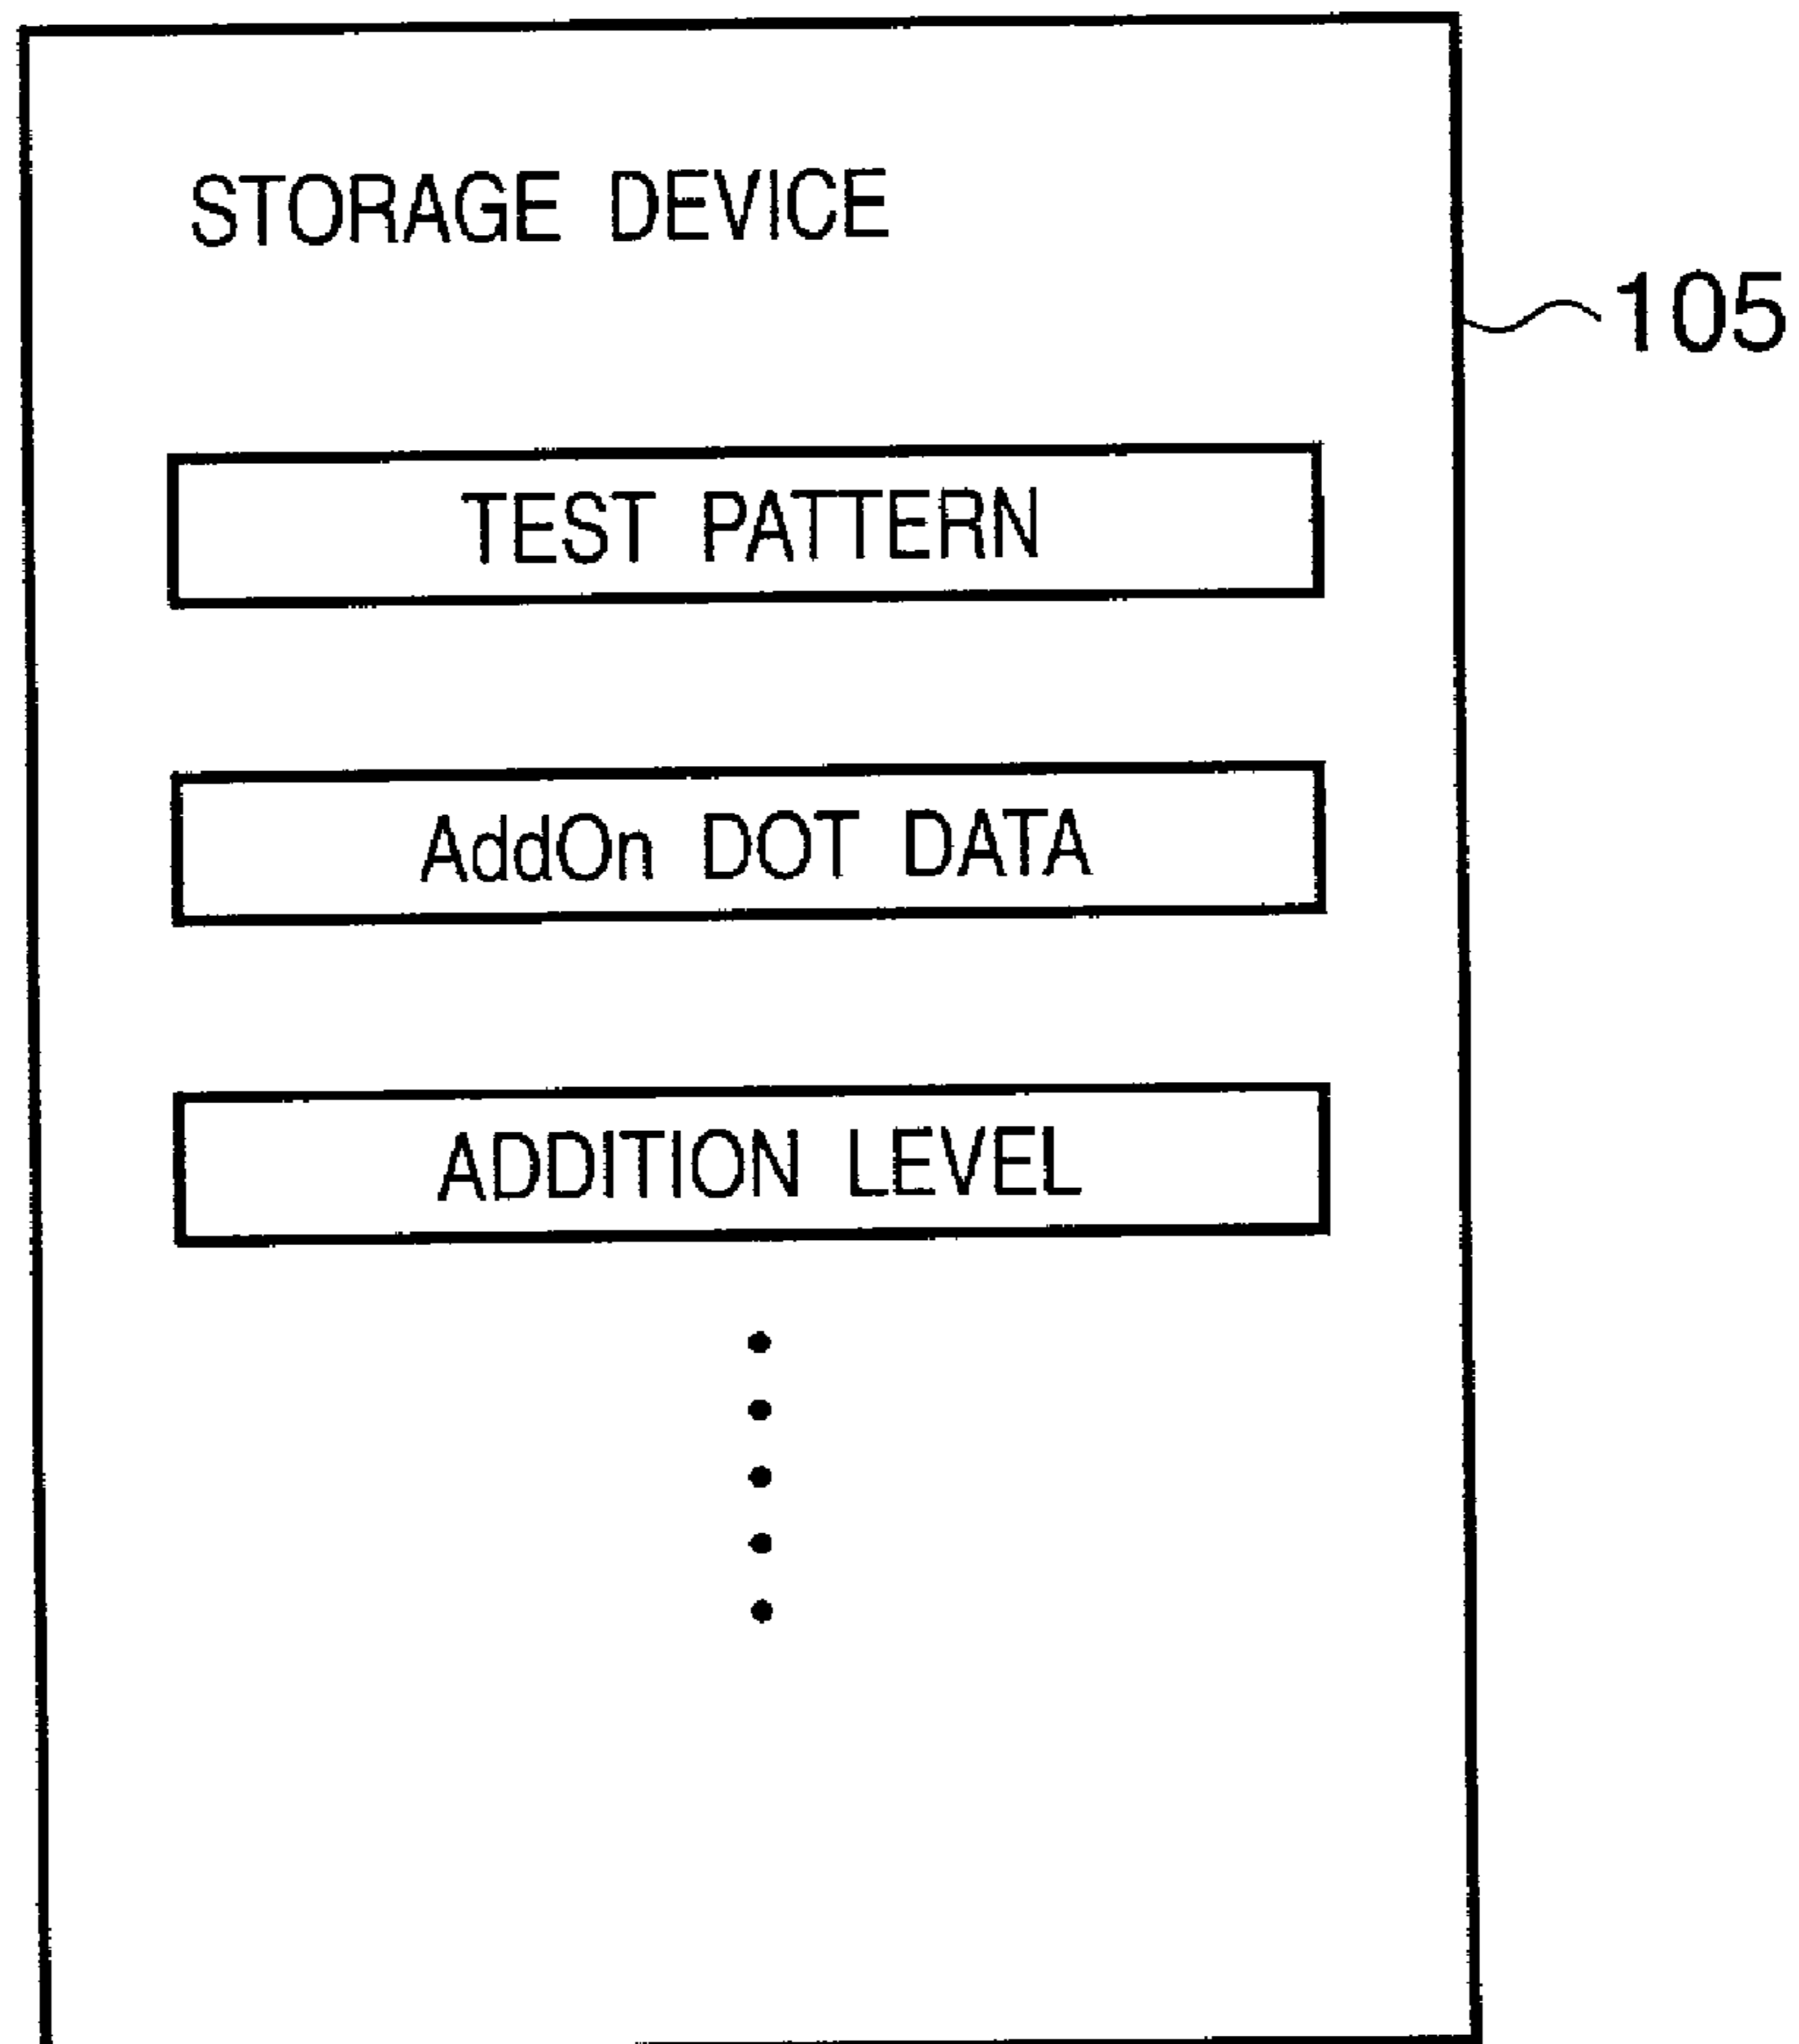 STORAGE DEVICE
105
TEST PATTERN
AddOn DOT DATA
ADDITION LEVEL